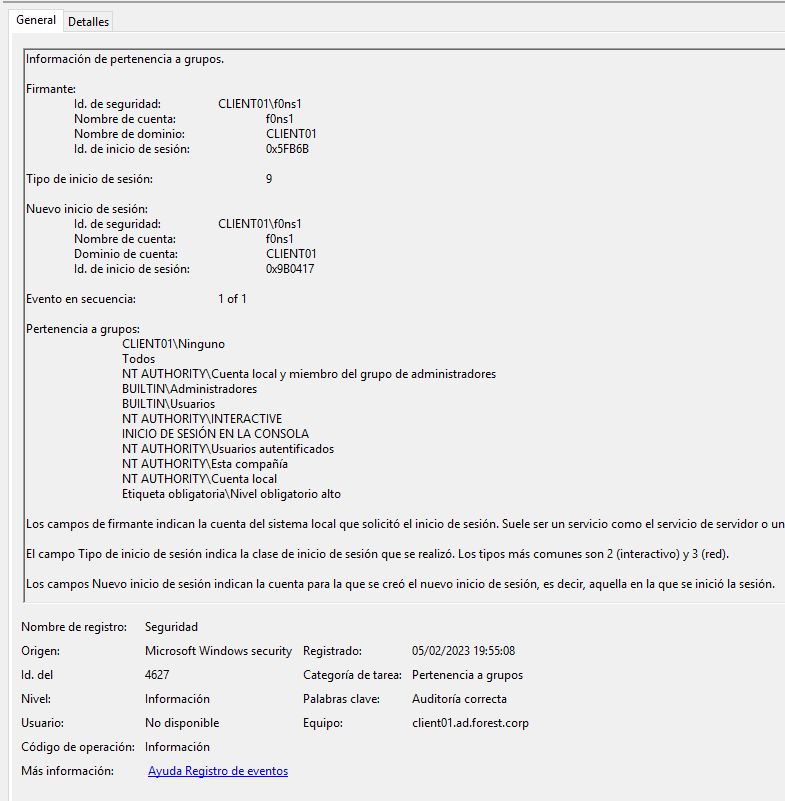 General Detalles
Información de pertenencia a grupos.
Firmante:
Id. de seguridad: CLIENT01\f0ns1
Nombre de cuenta: f0ns1
Nombre de dominio: CLIENT01
Id. de inicio de sesión: 0x5FB6B
Tipo de inicio de sesión: 9
Nuevo inicio de sesión:
Id. de seguridad: CLIENT01\f0ns1
Nombre de cuenta: f0ns1
Dominio de cuenta: CLIENT01
Id. de inicio de sesión: 0x9B0417
Evento en secuencia: 1 of 1
Pertenencia a grupos:
CLIENT01\Ninguno
Todos
NT AUTHORITY\Cuenta local y miembro del grupo de administradores
BUILTIN\Administradores
BUILTIN\Usuarios
NT AUTHORITY\INTERACTIVE
INICIO DE SESIÓN EN LA CONSOLA
NT AUTHORITY\Usuarios autentificados
NT AUTHORITY\Esta compañía
NT AUTHORITY\Cuenta local
Etiqueta obligatoria\Nivel obligatorio alto
Los campos de firmante indican la cuenta del sistema local que solicitó el inicio de sesión. Suele ser un servicio como el servicio de servidor o un
El campo Tipo de inicio de sesión indica la clase de inicio de sesión que se realizó. Los tipos más comunes son 2 (interactivo) y 3 (red).
Los campos Nuevo inicio de sesión indican la cuenta para la que se creó el nuevo inicio de sesión, es decir, aquella en la que se inició la sesión.
Nombre de registro: Seguridad
Origen: Microsoft Windows security Registrado: 05/02/2023 19:55:08
Id. del 4627 Categoría de tarea: Pertenencia a grupos
Nivel: Información Palabras clave: Auditoría correcta
Usuario: No disponible Equipo: client01.ad.forest.corp
Código de operación: Información
Más información: Ayuda Registro de eventos